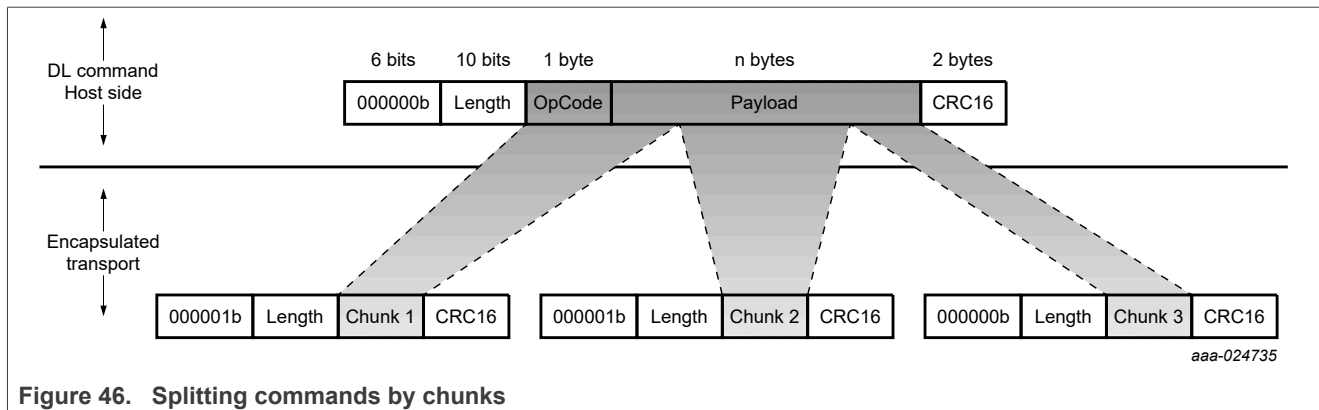 DL command
Host side
6 bits 10 bits 1 byte n bytes 2 bytes
000000b Length OpCode Payload CRC16
Encapsulated
transport
000001b Length Chunk 1 CRC16 000001b Length Chunk 2 CRC16 000000b Length Chunk 3 CRC16
aaa-024735
Figure 46. Splitting commands by chunks